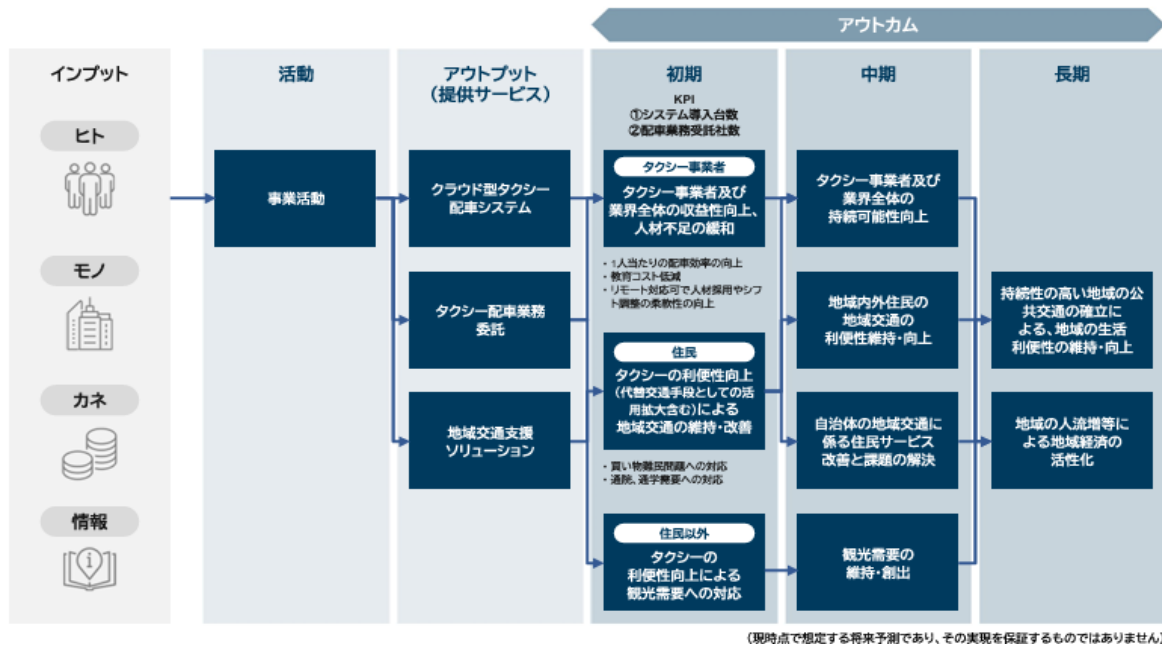 アウトカム
インプット
ヒト
モノ
カネ
情報
活動
事業活動
アウトプット
(提供サービス)
クラウド型タクシー
配車システム
タクシー配車業務
委託
地域交通支援
ソリューション
初期
KPI
①システム導入台数
②配車業務受託社数
タクシー事業者
タクシー事業者及び
業界全体の収益性向上、
人材不足の緩和
・1人当たりの配車効率の向上
・教育コスト低減
・リモート対応可で人材採用やシフ
ト調整の柔軟性の向上
住民
タクシーの利便性向上
(代替交通手段としての活
用拡大含む)による
地域交通の維持・改善
・買い物難民問題への対応
・通院、通学需要への対応
住民以外
タクシーの
利便性向上による
観光需要への対応
中期
タクシー事業者及び
業界全体の
持続可能性向上
地域内外住民の
地域交通の
利便性維持・向上
自治体の地域交通に
係る住民サービス
改善と課題の解決
観光需要の
維持・創出
長期
持続性の高い地域の公
共交通の確立に
よる、地域の生活
利便性の維持・向上
地域の人流増等に
よる地域経済の
活性化
(現時点で想定する将来予測であり、その実現を保証するものではありません)